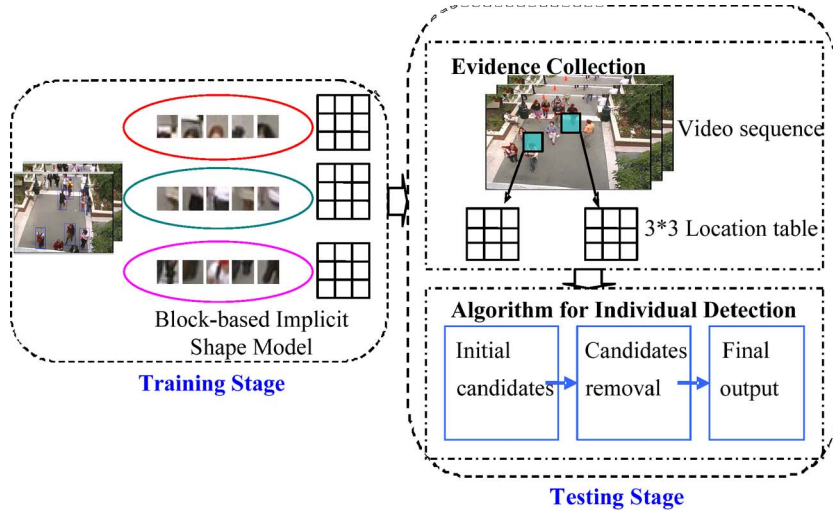 Block-based Implicit
Shape Model
Training Stage
Evidence Collection
Video sequence
3*3 Location table
Algorithm for Individual Detection
Initial
candidates
Candidates
removal
Final
output
Testing Stage